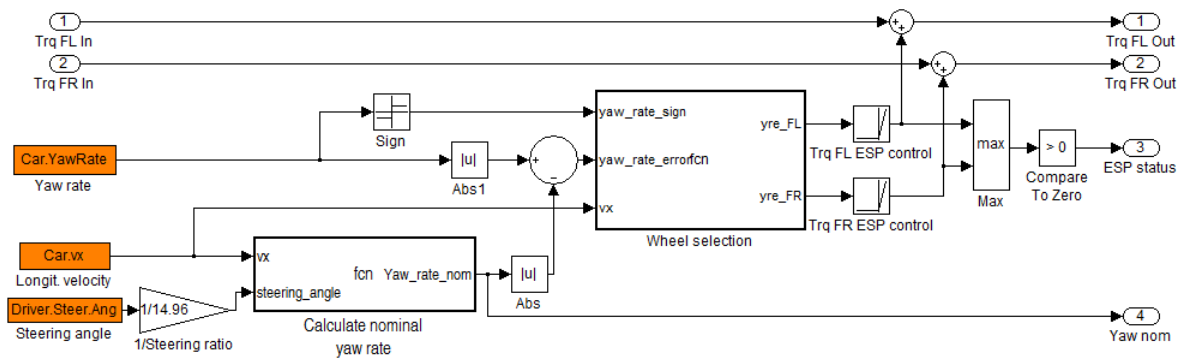 1
Trq FL In
1
Trq FL Out
2
Trq FR In
2
Trq FR Out
Sign
yaw_rate_sign
yre_FL
Trq FL ESP control
Car.YawRate
Yaw rate
|u|
Abs1
yaw_rate_error
fcn
max
Max
> 0
Compare
To Zero
3
ESP status
yre_FR
Trq FR ESP control
vx
Wheel selection
Car.vx
Longit. velocity
vx
fcn
Yaw_rate_nom
|u|
Abs
steering_angle
Driver.Steer.Ang
Steering angle
1/14.96
1/Steering ratio
Calculate nominal
yaw rate
4
Yaw nom
+
+
+
+
+
−